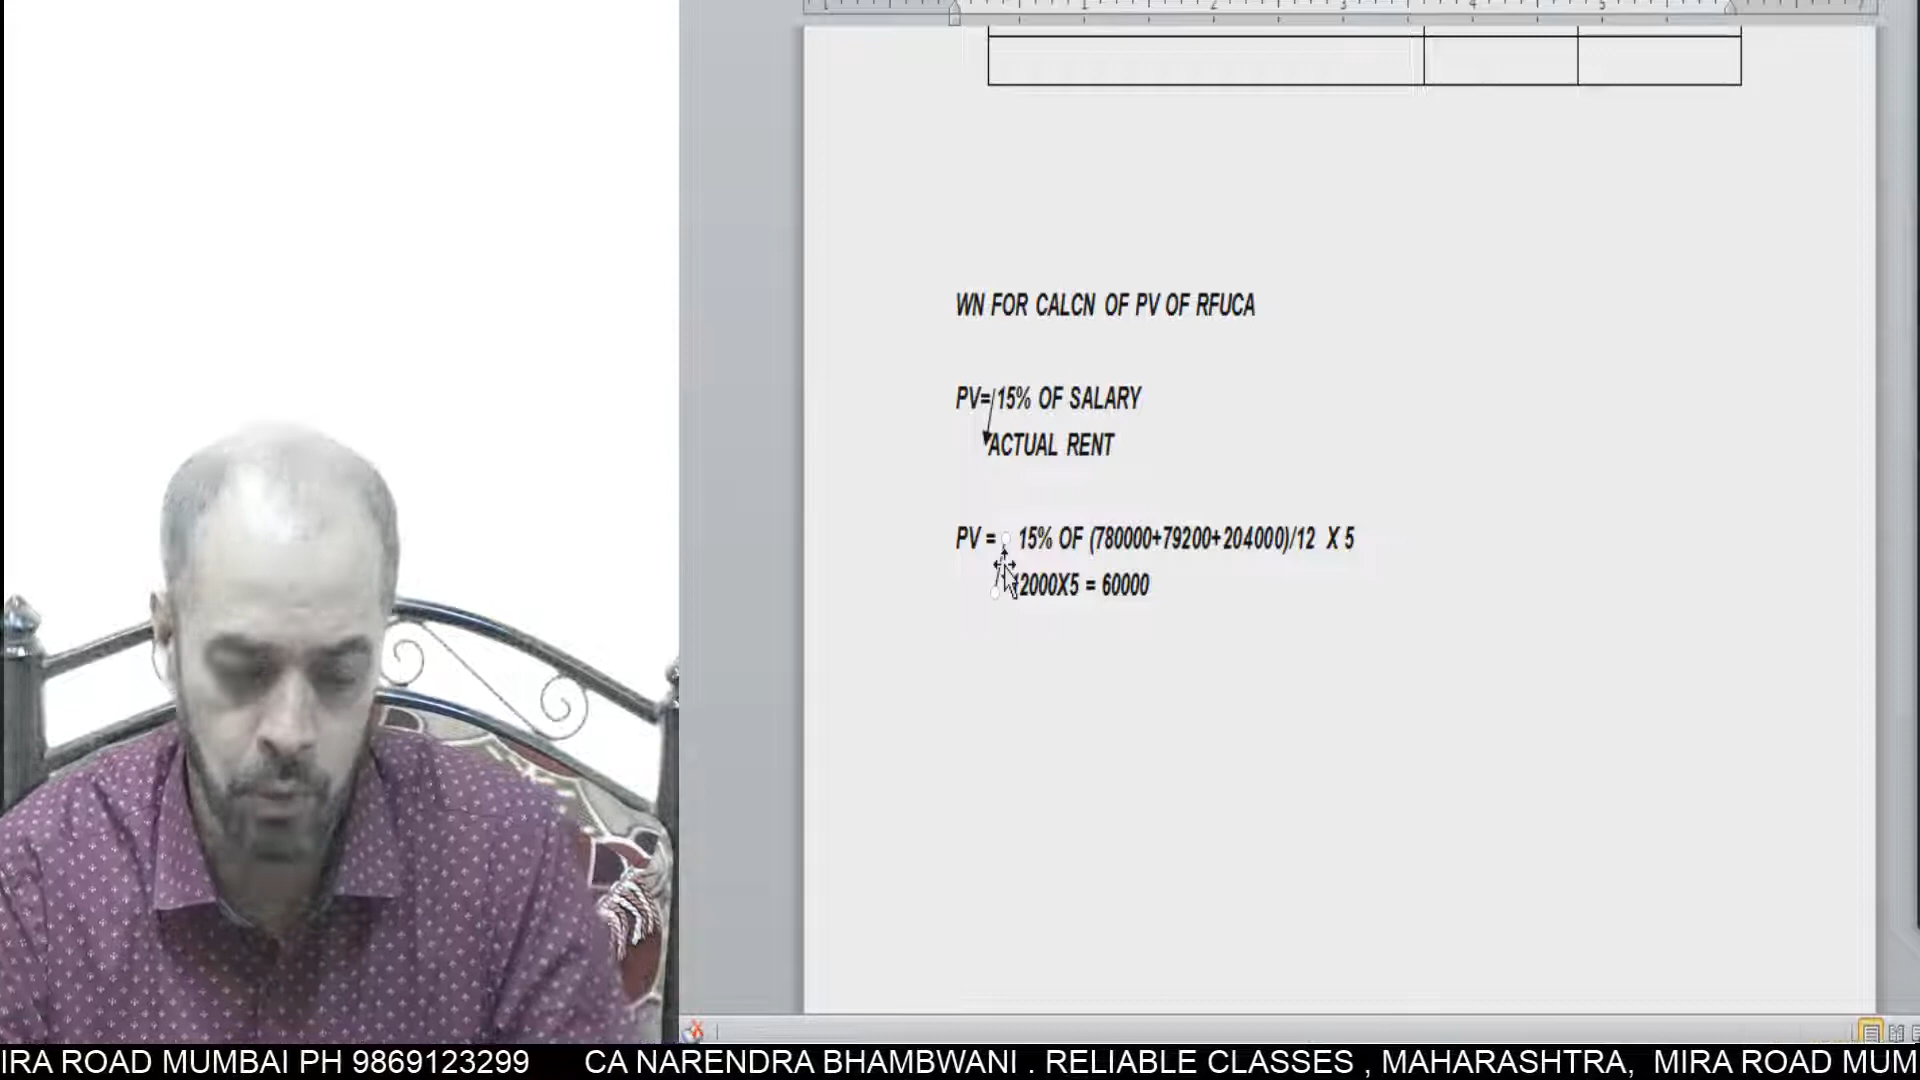 WN FOR CALCN OF PV OF RFUCA
PV= 15% OF SALARY
ACTUAL RENT
PV = 15% OF (780000+79200+204000)/12 X 5
12000X5 = 60000
IRA ROAD MUMBAI PH 9869123299 CA NARENDRA BHAMBWANI . RELIABLE CLASSES , MAHARASHTRA, MIRA ROAD MUM